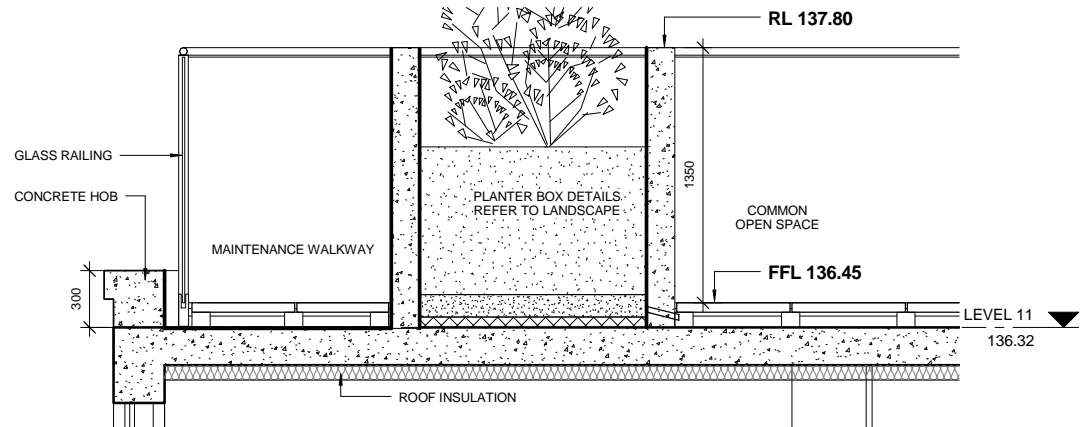 RL 137.80
GLASS RAILING
CONCRETE HOB
PLANTER BOX DETAILS
REFER TO LANDSCAPE
1350
COMMON
OPEN SPACE
MAINTENANCE WALKWAY
FFL 136.45
300
LEVEL 11
136.32
ROOF INSULATION